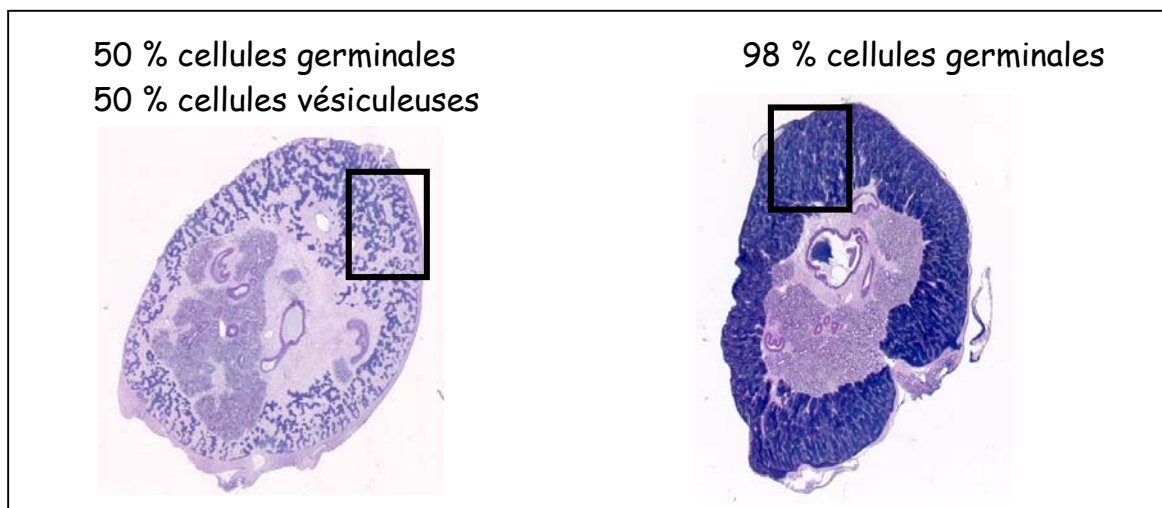 50 % cellules germinales
50 % cellules vésiculeuses
98 % cellules germinales